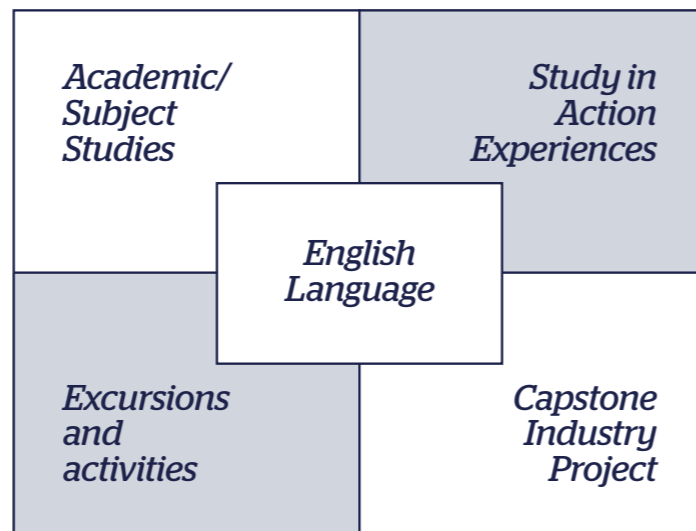 Academic/
Subject
Studies
Study in
Action
Experiences
English
Language
Excursions
and
activities
Capstone
Industry
Project